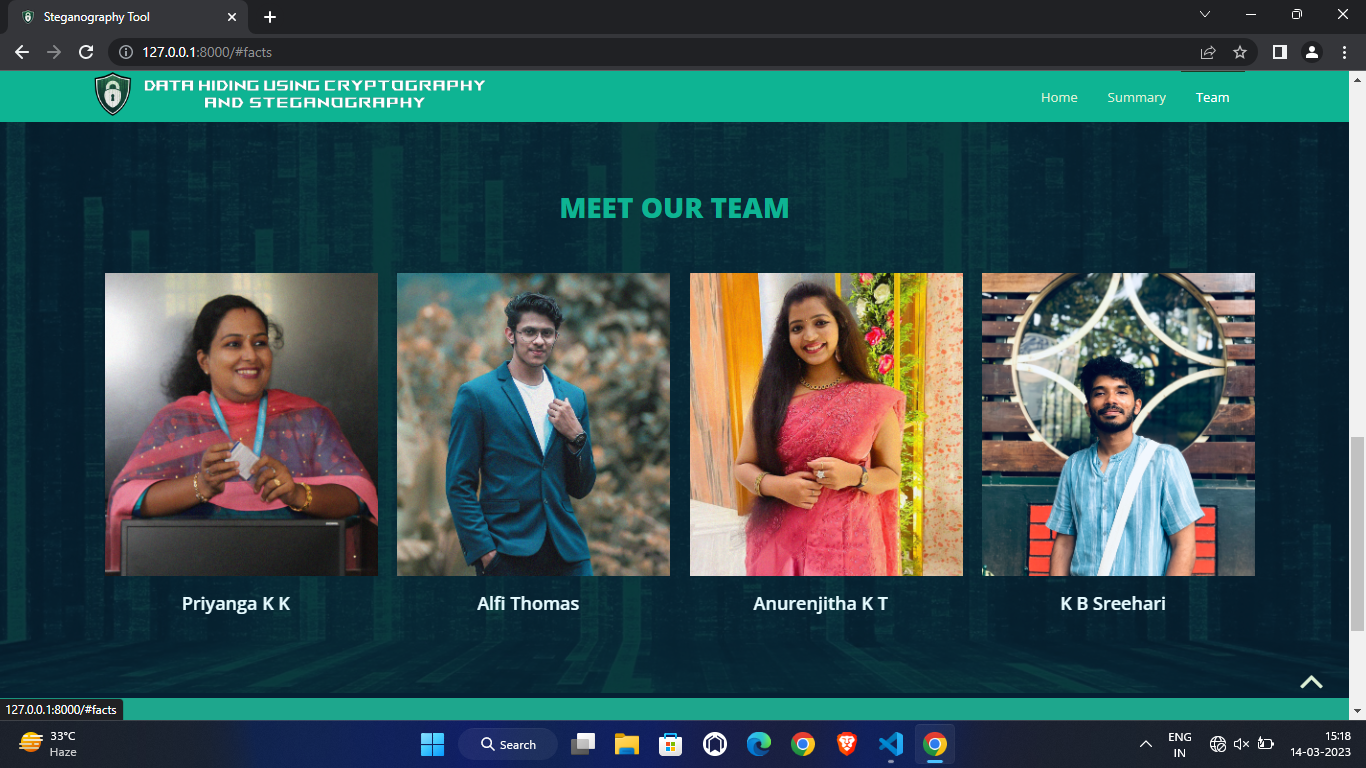 Steganography Tool
127.0.0.1:8000/#facts
DATA HIDING USING CRYPTOGRAPHY
AND STEGANOGRAPHY
Home
Summary
Team
MEET OUR TEAM
Priyanga K K
Alfi Thomas
Anurenjitha K T
K B Sreehari
127.0.0.1:8000/#facts
33°C
Haze
Search
ENG
IN
15:18
14-03-2023